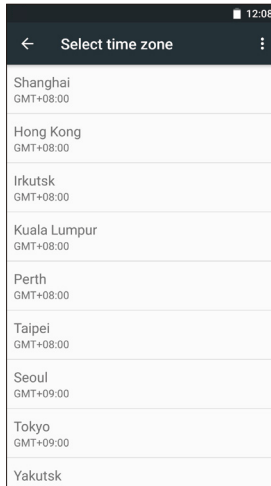 12:08
Select time zone
Shanghai
GMT+08:00
Hong Kong
GMT+08:00
Irkutsk
GMT+08:00
Kuala Lumpur
GMT+08:00
Perth
GMT+08:00
Taipei
GMT+08:00
Seoul
GMT+09:00
Tokyo
GMT+09:00
Yakutsk